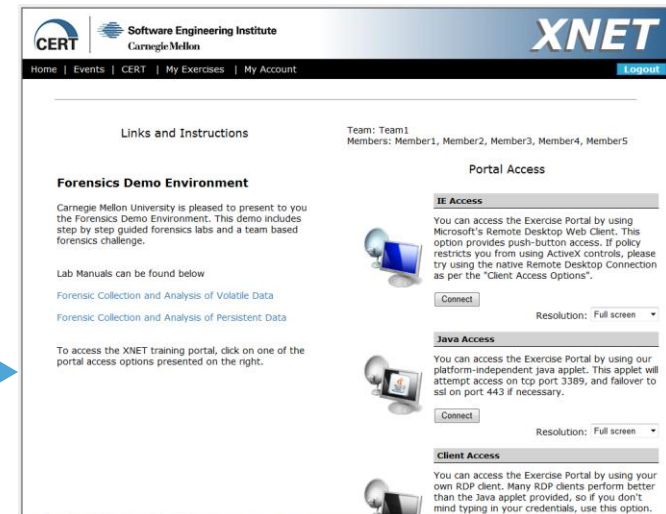 CERT
Software Engineering Institute
Carnegie Mellon
XNET
Home | Events | CERT | My Exercises | My Account
Logout
Links and Instructions
Forensics Demo Environment
Carnegie Mellon University is pleased to present to you
the Forensics Demo Environment. This demo includes
step by step guided forensics labs and a team based
forensics challenge.
Lab Manuals can be found below
Forensic Collection and Analysis of Volatile Data
Forensic Collection and Analysis of Persistent Data
To access the XNET training portal, click on one of the
portal access options presented on the right.
Team: Team1
Members: Member1, Member2, Member3, Member4, Member5
Portal Access
IE Access
You can access the Exercise Portal by using
Microsoft's Remote Desktop Web Client. This
option provides push-button access. If policy
restricts you from using ActiveX controls, please
try using the native Remote Desktop Connection
as per the "Client Access Options".
Connect
Resolution: Full screen
Java Access
You can access the Exercise Portal by using our
platform-independent java applet. This applet will
attempt access on tcp port 3389, and failover to
ssl on port 443 if necessary.
Connect
Resolution: Full screen
Client Access
You can access the Exercise Portal by using your
own RDP client. Many RDP clients perform better
than the Java applet provided, so if you don't
mind typing in your credentials, use this option.